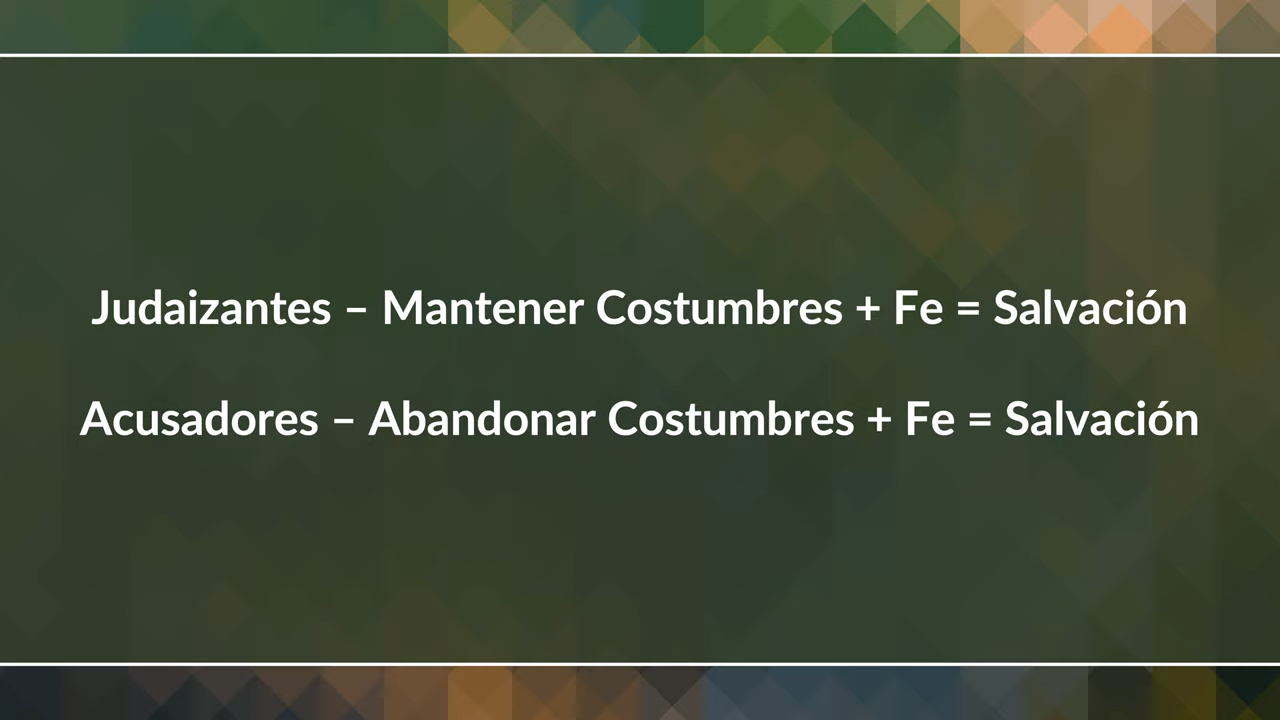 Judaizantes – Mantener Costumbres + Fe = Salvación
Acusadores – Abandonar Costumbres + Fe = Salvación